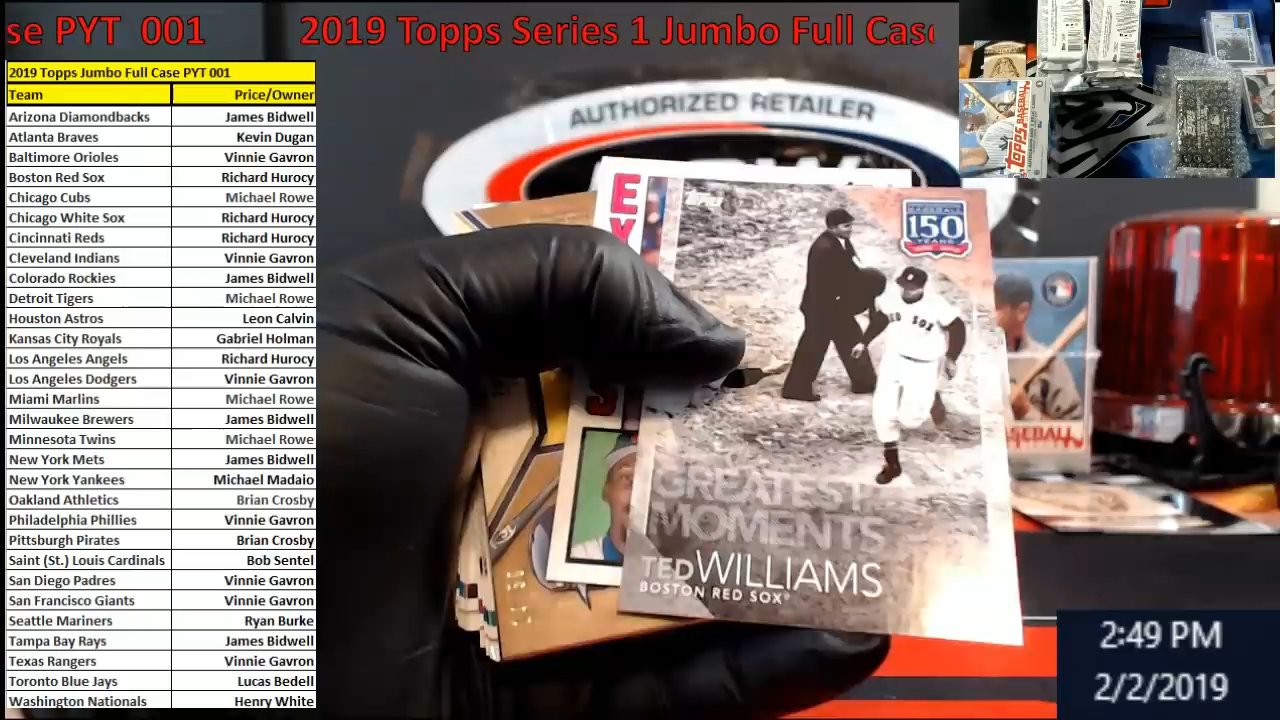 se PYT 001 2019 Topps Series 1 Jumbo Full Cas
2019 Topps Jumbo Full Case PYT 001
Team Price/Owner
Arizona Diamondbacks James Bidwell
Atlanta Braves Kevin Dugan
Baltimore Orioles Vinnie Gavron
Boston Red Sox Richard Hurocy
Chicago Cubs Michael Rowe
Chicago White Sox Richard Hurocy
Cincinnati Reds Richard Hurocy
Cleveland Indians Vinnie Gavron
Colorado Rockies James Bidwell
Detroit Tigers Michael Rowe
Houston Astros Leon Calvin
Kansas City Royals Gabriel Holman
Los Angeles Angels Richard Hurocy
Los Angeles Dodgers Vinnie Gavron
Miami Marlins Michael Rowe
Milwaukee Brewers James Bidwell
Minnesota Twins Michael Rowe
New York Mets James Bidwell
New York Yankees Michael Madaio
Oakland Athletics Brian Crosby
Philadelphia Phillies Vinnie Gavron
Pittsburgh Pirates Brian Crosby
Saint (St.) Louis Cardinals Bob Sentel
San Diego Padres Vinnie Gavron
San Francisco Giants Vinnie Gavron
Seattle Mariners Ryan Burke
Tampa Bay Rays James Bidwell
Texas Rangers Vinnie Gavron
Toronto Blue Jays Lucas Bedell
Washington Nationals Henry White
AUTHORIZED RETAILER
Topps
BASEBALL
150
YEARS
RED SOX
GREATEST
MOMENTS
TED WILLIAMS
BOSTON RED SOX®
Topps BASEBALL
ASEBALL
2:49 PM
2/2/2019